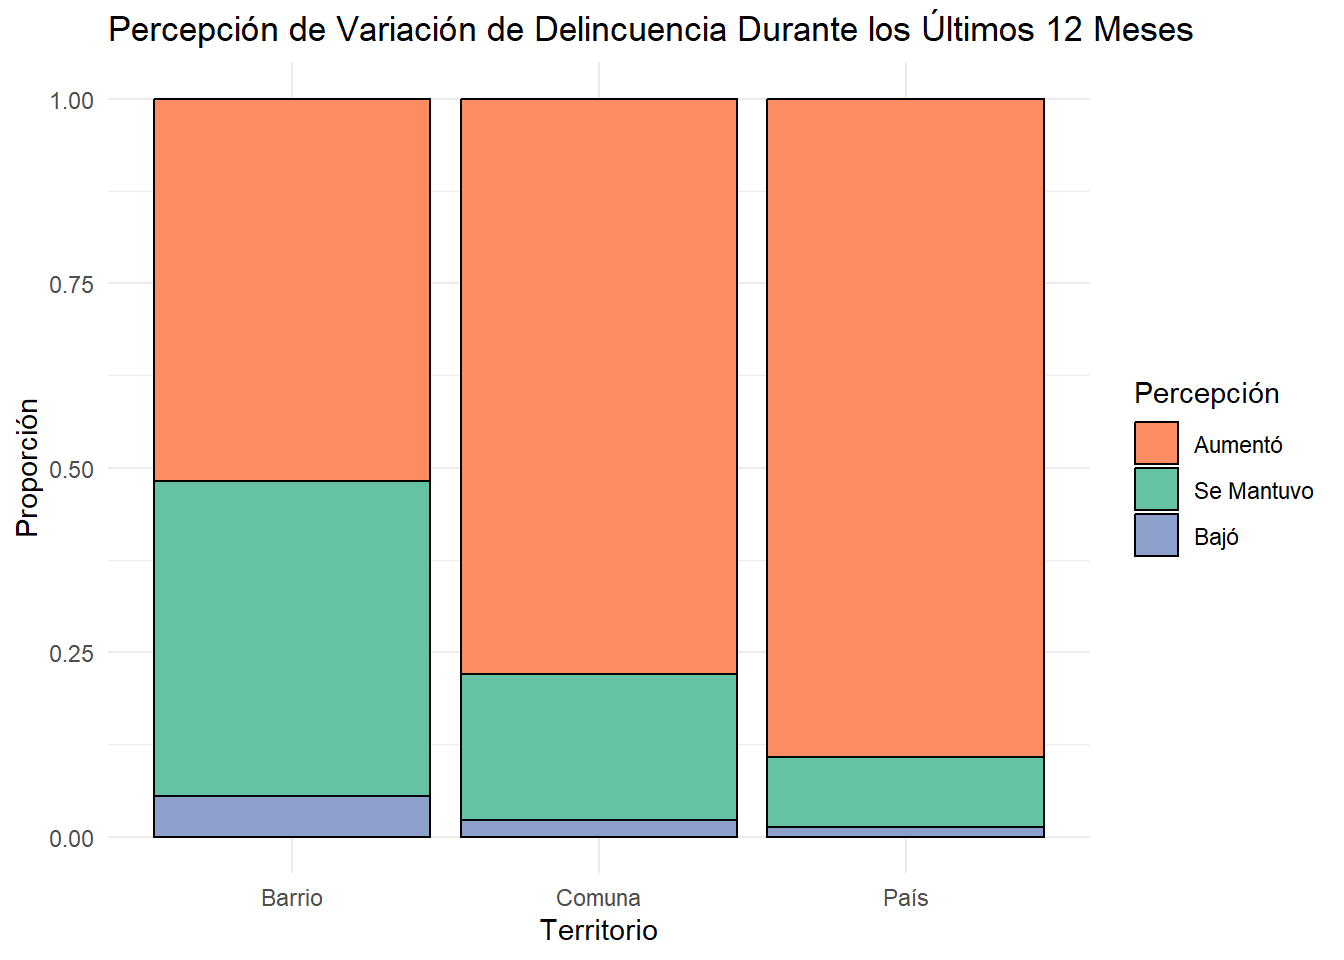 Percepción de Variación de Delincuencia Durante los Últimos 12 Meses
1.00
0.75
0.50
0.25
0.00
Proporción
Barrio
Comuna
País
Territorio
Percepción
Aumentó
Se Mantuvo
Bajó